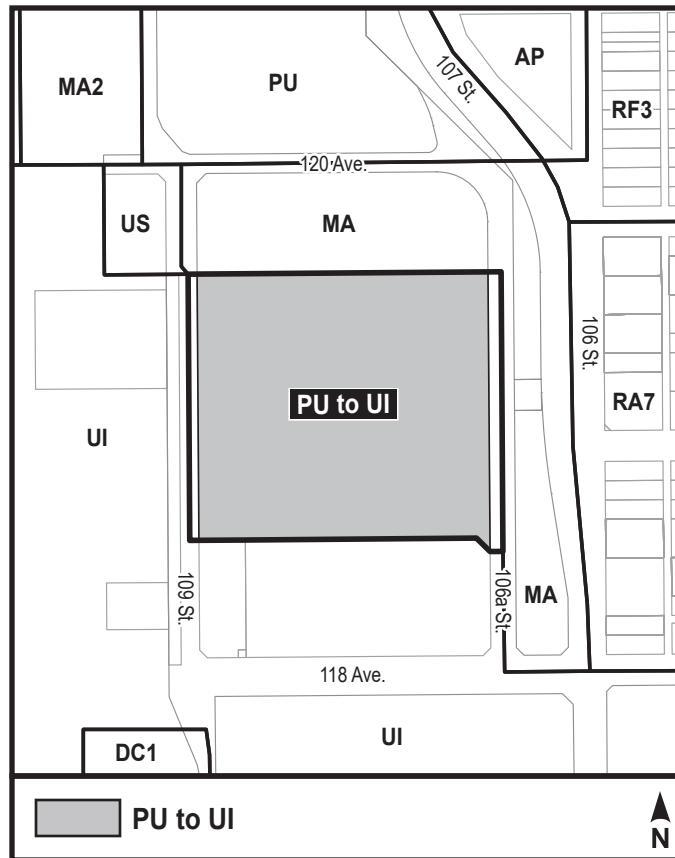 AP
107 St.
MA2
PU
RF3
120 Ave.
US
MA
106 St.
PU to UI
RA7
UI
109 St.
106a St.
MA
118 Ave.
UI
DC1
PU to UI
N